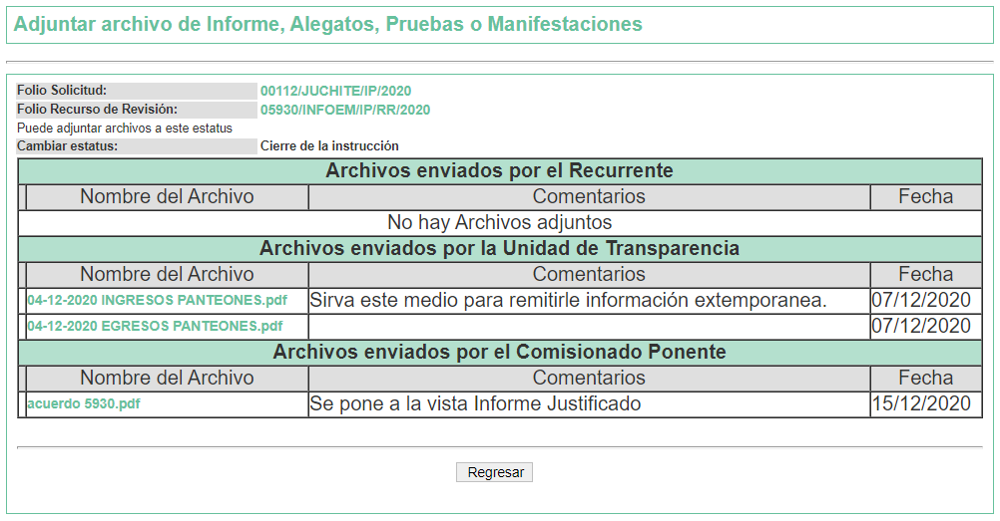 Adjuntar archivo de Informe, Alegatos, Pruebas o Manifestaciones
Folio Solicitud: 00112/JUCHITE/IP/2020
Folio Recurso de Revisión: 05930/INFOEM/IP/RR/2020
Puede adjuntar archivos a este estatus
Cambiar estatus: Cierre de la instrucción
Archivos enviados por el Recurrente
Nombre del Archivo Comentarios Fecha
No hay Archivos adjuntos
Archivos enviados por la Unidad de Transparencia
Nombre del Archivo Comentarios Fecha
04-12-2020 INGRESOS PANTEONES.pdf Sirva este medio para remitirle información extemporanea. 07/12/2020
04-12-2020 EGRESOS PANTEONES.pdf 07/12/2020
Archivos enviados por el Comisionado Ponente
Nombre del Archivo Comentarios Fecha
acuerdo 5930.pdf Se pone a la vista Informe Justificado 15/12/2020
Regresar